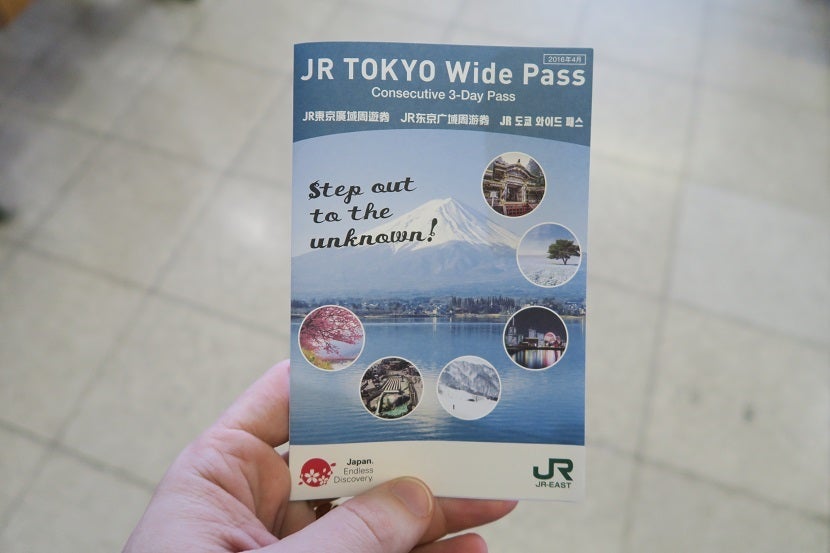 2016年4月
JR TOKYO Wide Pass
Consecutive 3-Day Pass
JR東京廣域周遊券 JR东京广域周游券 JR 도쿄 와이드 패스
Step out
to the
unknown!
Japan.
Endless
Discovery.
JR
JR-EAST